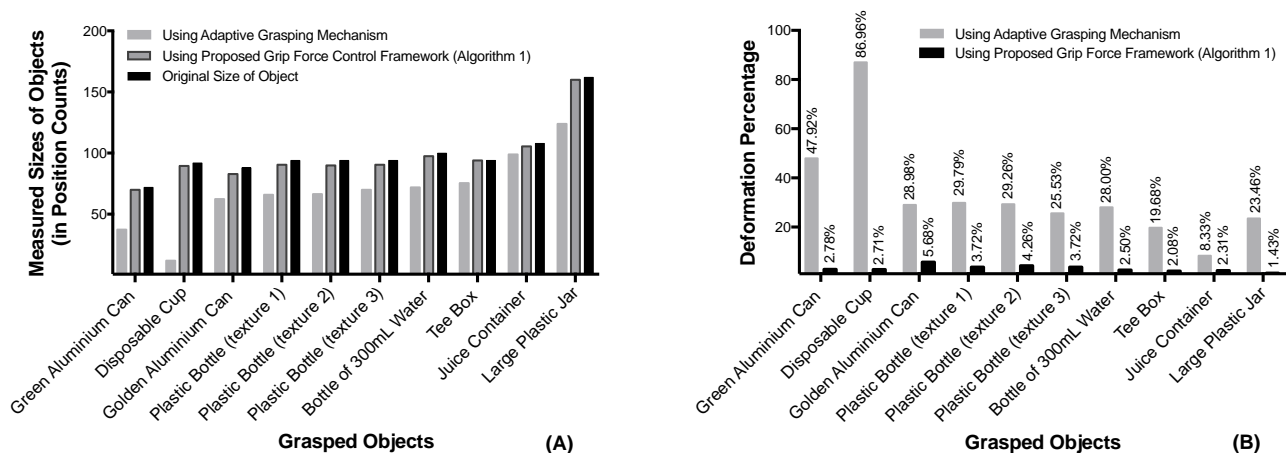 Measured Sizes of Objects
(in Position Counts)
200
150
100
50
Using Adaptive Grasping Mechanism
Using Proposed Grip Force Control Framework (Algorithm 1)
Original Size of Object
Green Aluminium Can
Disposable Cup
Golden Aluminium Can
Plastic Bottle (texture 1)
Plastic Bottle (texture 2)
Plastic Bottle (texture 3)
Bottle of 300mL Water
Tee Box
Juice Container
Large Plastic Jar
Grasped Objects
(A)
Deformation Percentage
100
80
60
40
20
Using Adaptive Grasping Mechanism
Using Proposed Grip Force Framework (Algorithm 1)
47.92%
2.78%
86.96%
2.71%
28.98%
5.68%
29.79%
3.72%
29.26%
4.26%
25.53%
3.72%
28.00%
2.50%
19.68%
2.08%
8.33%
2.31%
23.46%
1.43%
Green Aluminium Can
Disposable Cup
Golden Aluminium Can
Plastic Bottle (texture 1)
Plastic Bottle (texture 2)
Plastic Bottle (texture 3)
Bottle of 300mL Water
Tee Box
Juice Container
Large Plastic Jar
Grasped Objects
(B)